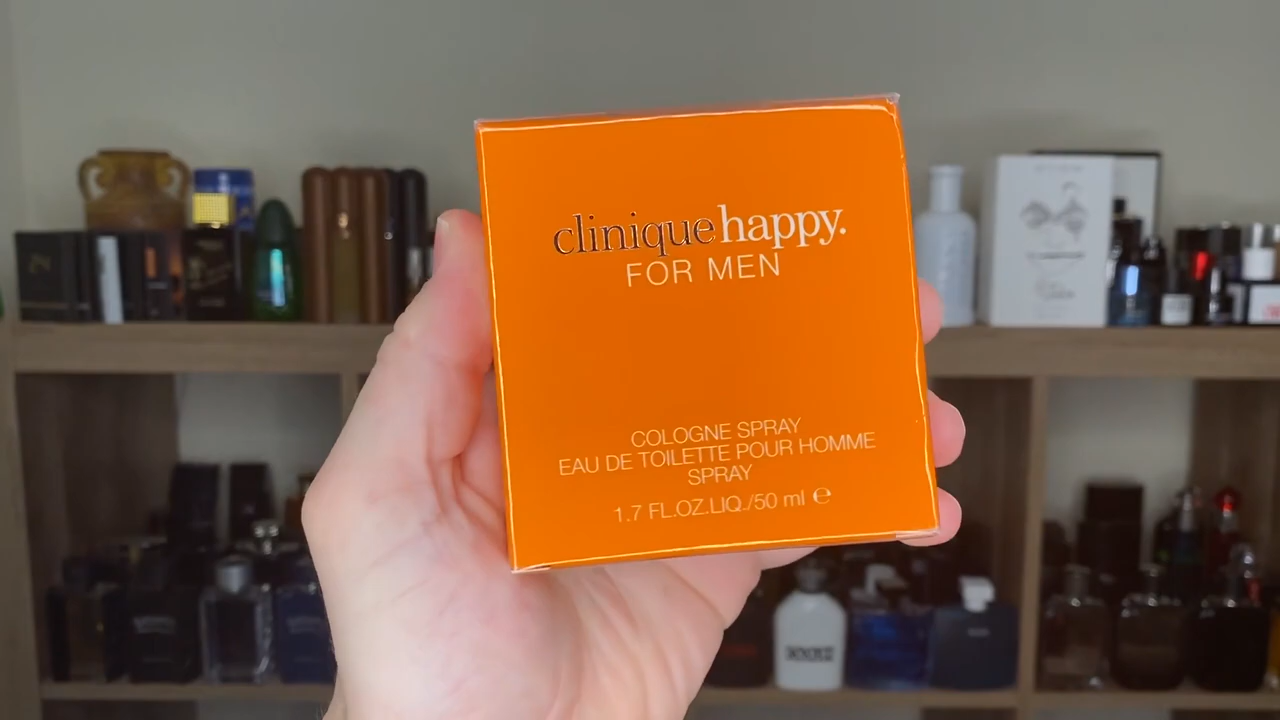 clinique happy.
FOR MEN
COLOGNE SPRAY
EAU DE TOILETTE POUR HOMME
SPRAY
1.7 FL.OZ.LIQ./50 ml ℮